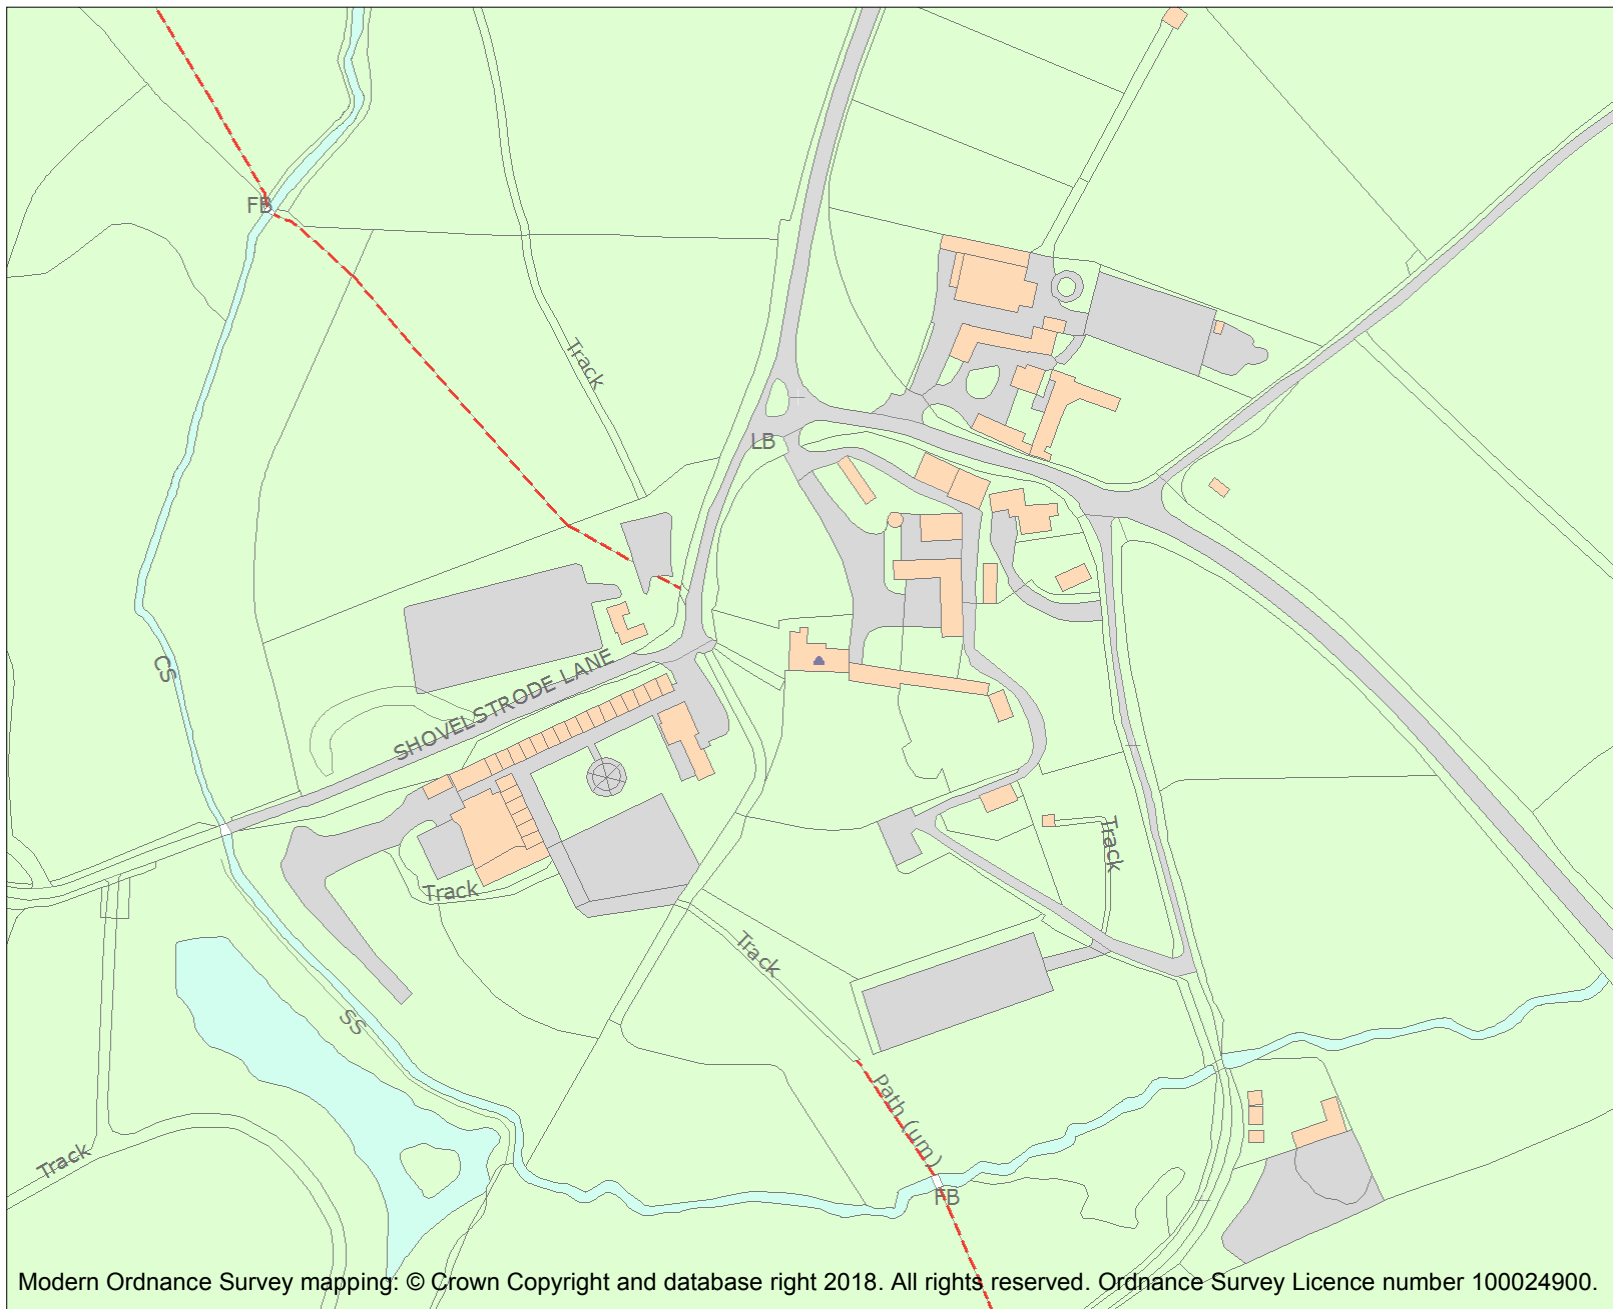 FB
Track
LB
CS
SHOVELSTRODE LANE
Track
Track
Track
SS
Path (um)
Track
FB
Modern Ordnance Survey mapping: © Crown Copyright and database right 2018. All rights reserved. Ordnance Survey Licence number 100024900.